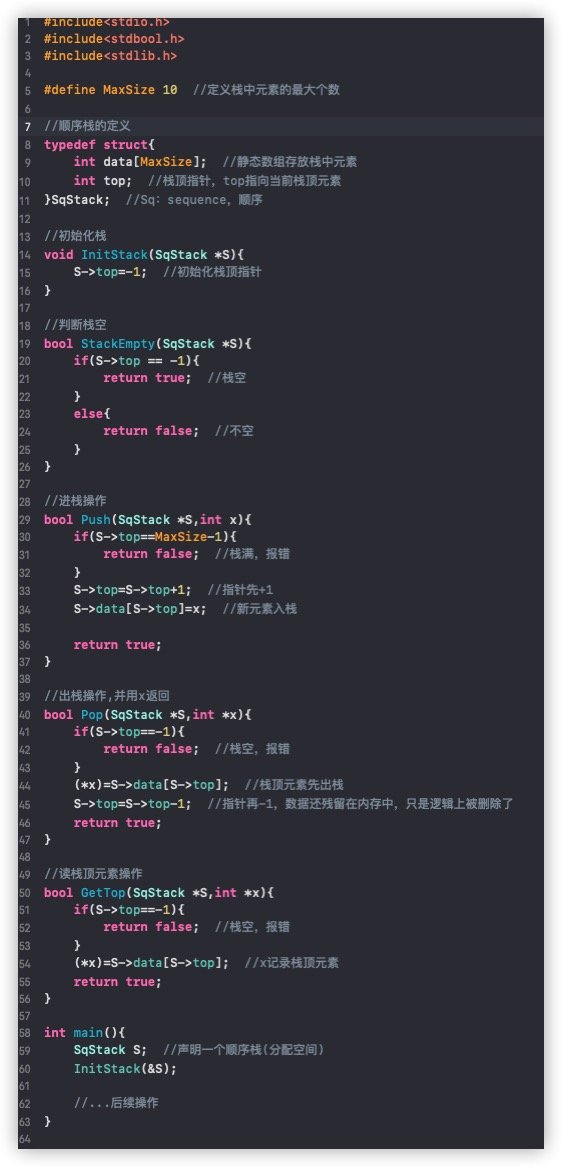 1 #include<stdio.h>
2 #include<stdbool.h>
3 #include<stdlib.h>
4
5 #define MaxSize 10  //定义栈中元素的最大个数
6
7 //顺序栈的定义
8 typedef struct{
9     int data[MaxSize];  //静态数组存放栈中元素
10     int top;  //栈顶指针，top指向当前栈顶元素
11 }SqStack;  //Sq：sequence，顺序
12
13 //初始化栈
14 void InitStack(SqStack *S){
15     S->top=-1;  //初始化栈顶指针
16 }
17
18 //判断栈空
19 bool StackEmpty(SqStack *S){
20     if(S->top == -1){
21         return true;  //栈空
22     }
23     else{
24         return false;  //不空
25     }
26 }
27
28 //进栈操作
29 bool Push(SqStack *S,int x){
30     if(S->top==MaxSize-1){
31         return false;  //栈满，报错
32     }
33     S->top=S->top+1;  //指针先+1
34     S->data[S->top]=x;  //新元素入栈
35
36     return true;
37 }
38
39 //出栈操作,并用x返回
40 bool Pop(SqStack *S,int *x){
41     if(S->top==-1){
42         return false;  //栈空，报错
43     }
44     (*x)=S->data[S->top];  //栈顶元素先出栈
45     S->top=S->top-1;  //指针再-1，数据还残留在内存中，只是逻辑上被删除了
46     return true;
47 }
48
49 //读栈顶元素操作
50 bool GetTop(SqStack *S,int *x){
51     if(S->top==-1){
52         return false;  //栈空，报错
53     }
54     (*x)=S->data[S->top];  //x记录栈顶元素
55     return true;
56 }
57
58 int main(){
59     SqStack S;  //声明一个顺序栈(分配空间)
60     InitStack(&S);
61
62     //...后续操作
63 }
64